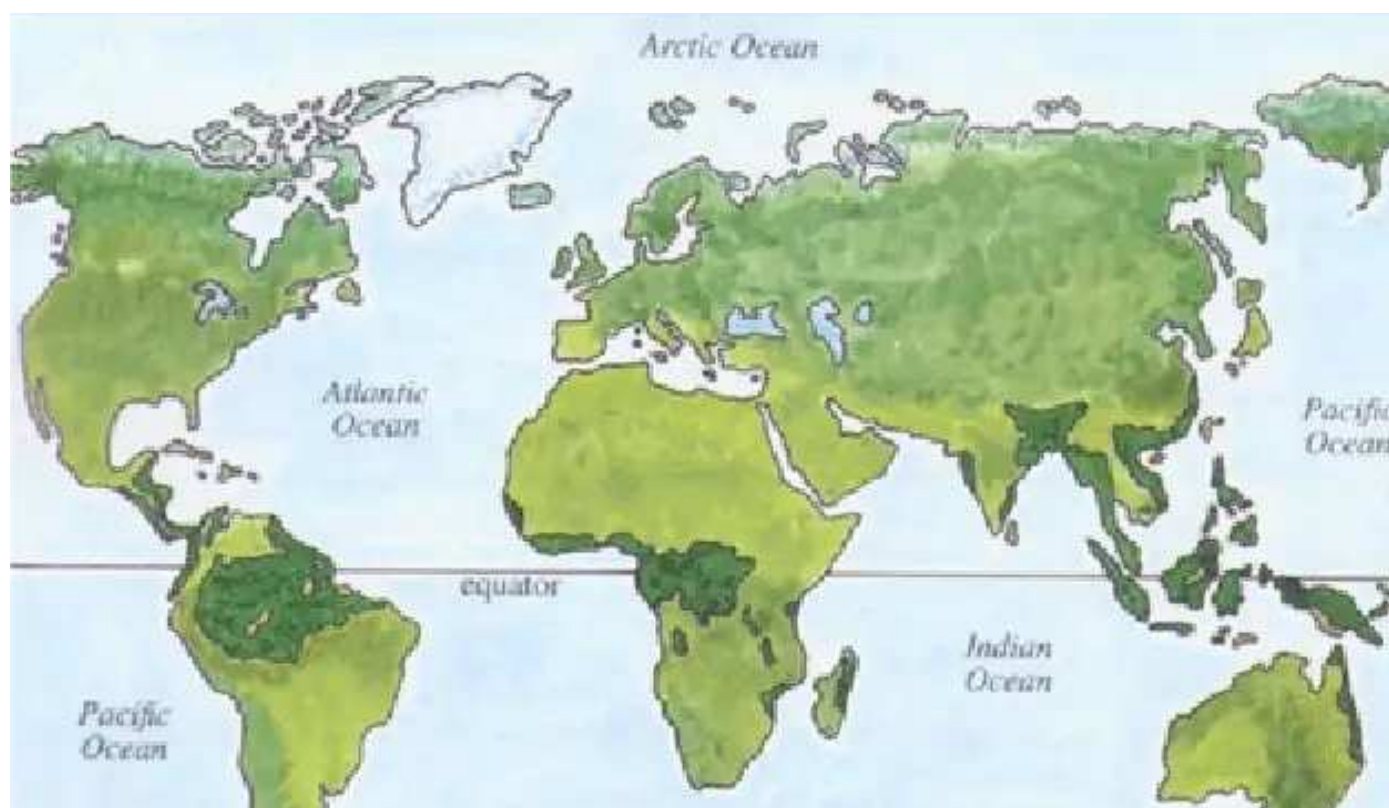 Arctic Ocean
Atlantic
Ocean
Pacific
Ocean
equator
Indian
Ocean
Pacific
Ocean